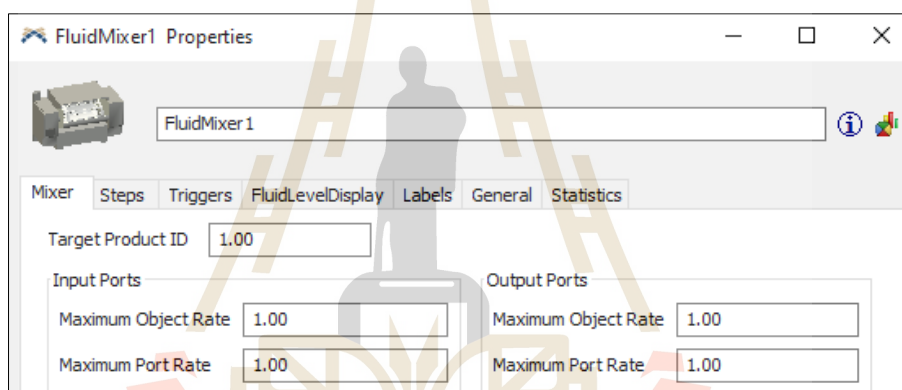 FluidMixer1 Properties
FluidMixer1
Mixer Steps Triggers FluidLevelDisplay Labels General Statistics
Target Product ID 1.00
Input Ports Output Ports
Maximum Object Rate 1.00 Maximum Object Rate 1.00
Maximum Port Rate 1.00 Maximum Port Rate 1.00